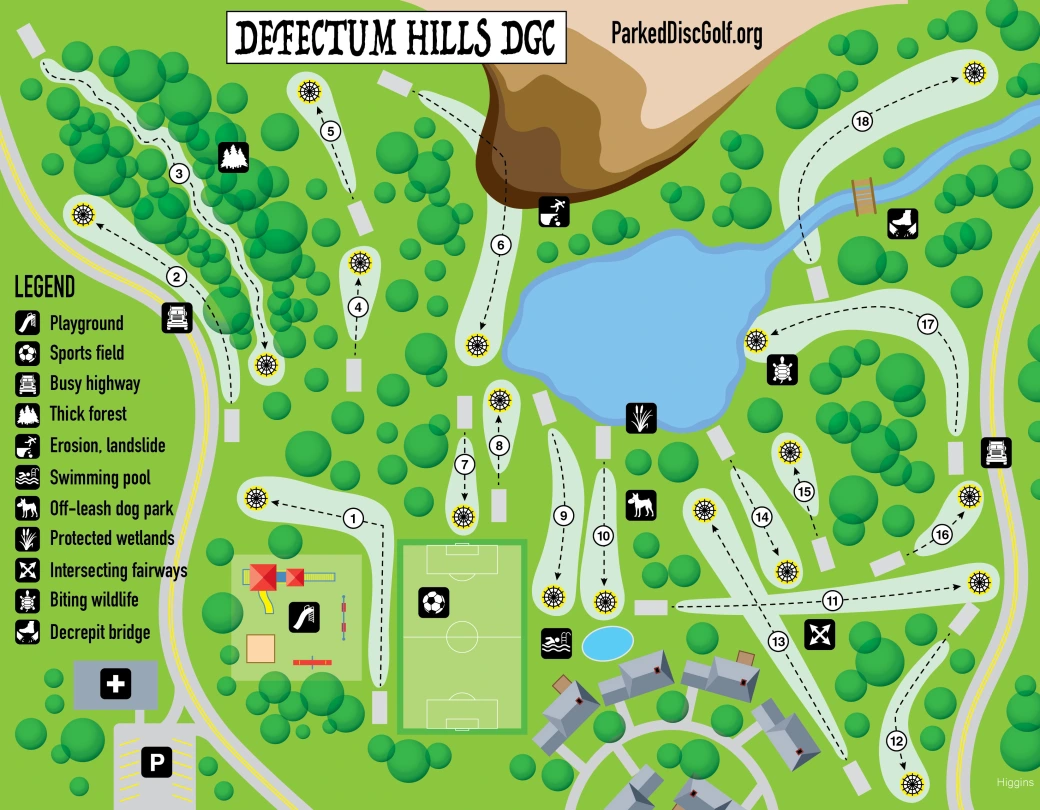 DEFECTUM HILLS DGC
ParkedDiscGolf.org
5
18
3
6
2
4
17
LEGEND
Playground
Sports field
Busy highway
Thick forest
Erosion, landslide
Swimming pool
Off-leash dog park
Protected wetlands
Intersecting fairways
Biting wildlife
Decrepit bridge
8
7
15
1
9
14
10
16
11
13
12
P
Higgins